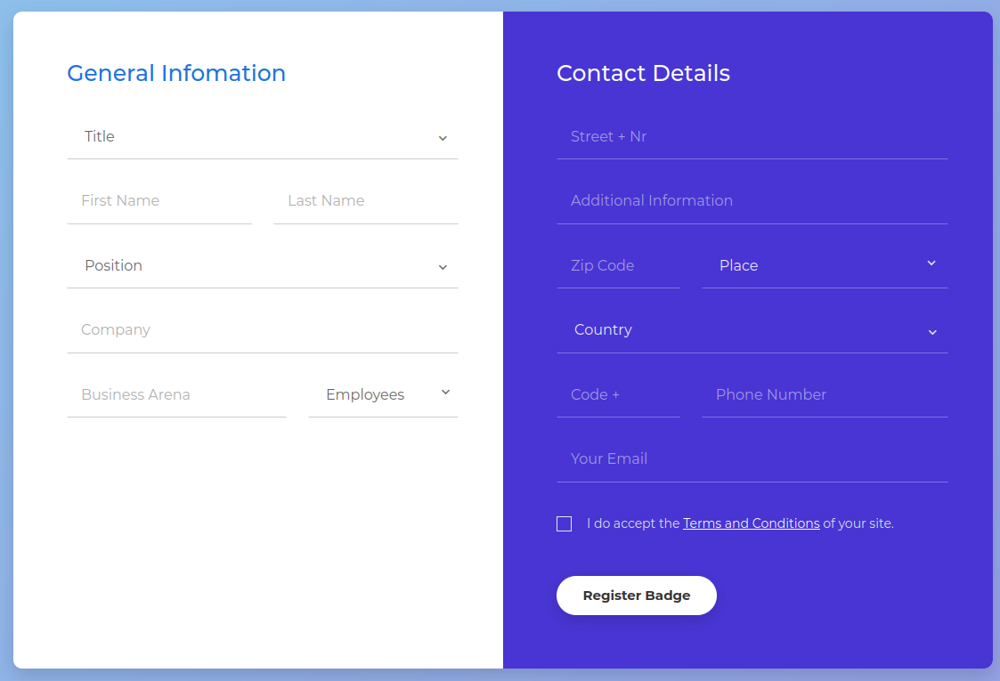 General Infomation
Title
First Name
Last Name
Position
Company
Business Arena
Employees
Contact Details
Street + Nr
Additional Information
Zip Code
Place
Country
Code +
Phone Number
Your Email
I do accept the Terms and Conditions of your site.
Register Badge